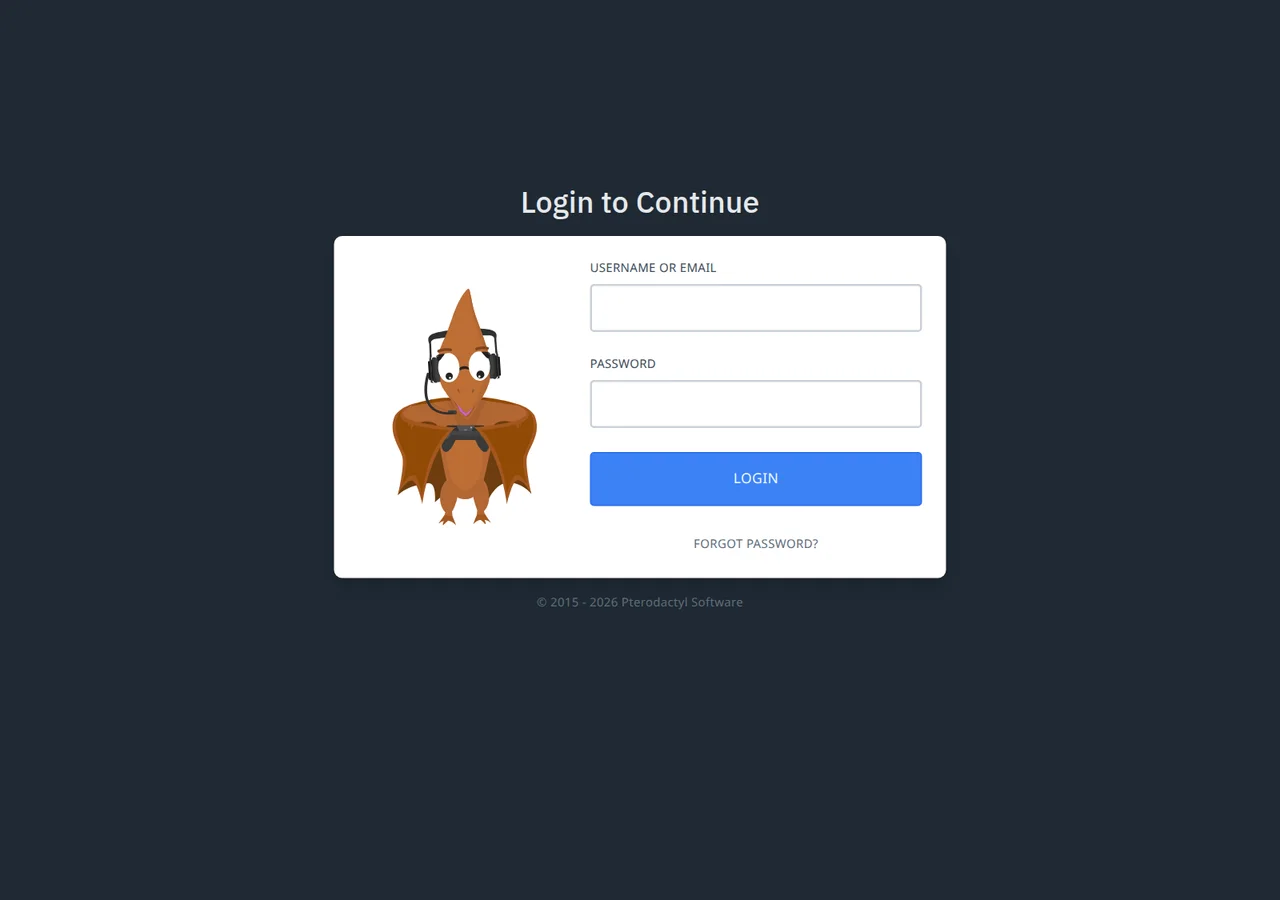 Login to Continue
USERNAME OR EMAIL
PASSWORD
LOGIN
FORGOT PASSWORD?
© 2015 - 2026 Pterodactyl Software